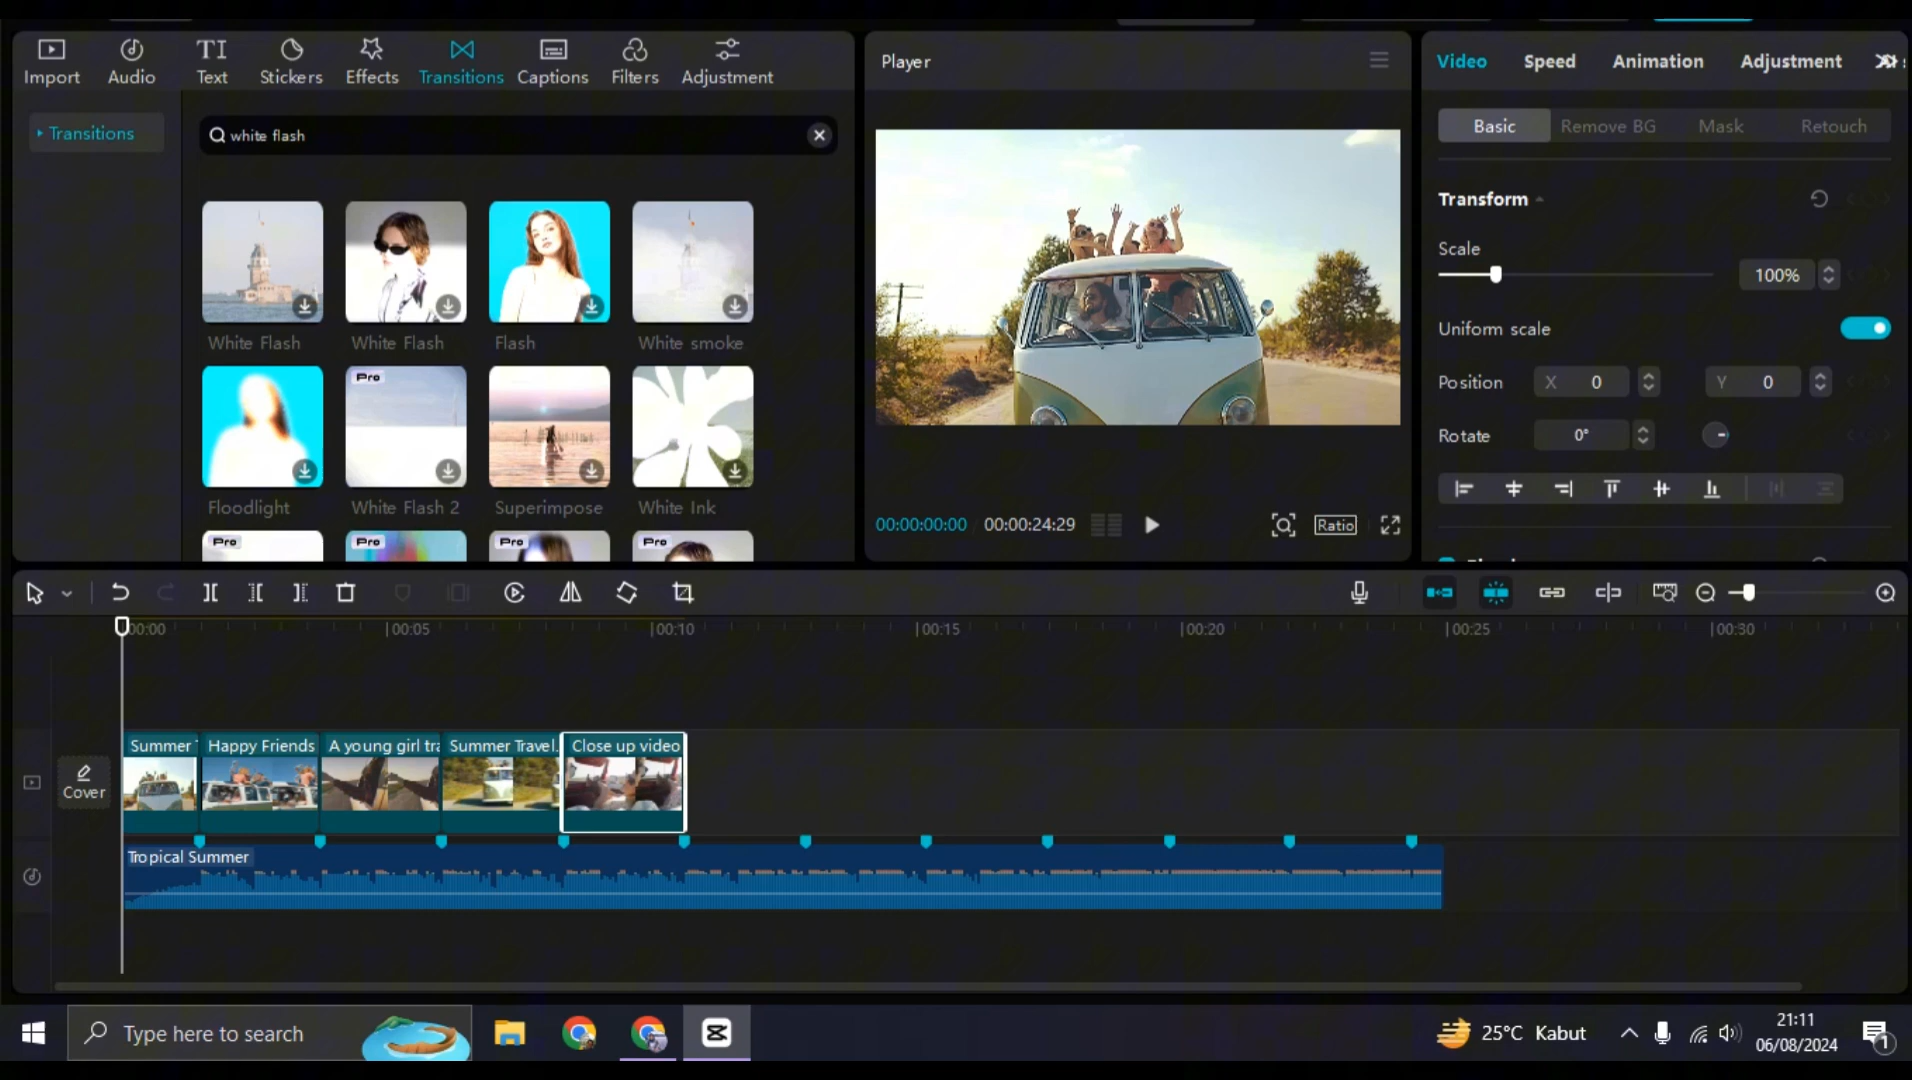 Import
Audio
Text
Stickers
Effects
Transitions
Captions
Filters
Adjustment
Transitions
white flash
White Flash
White Flash
Flash
White smoke
Pro
Floodlight
White Flash 2
Superimpose
White Ink
Pro
Pro
Pro
Pro
Player
00:00:00:00
00:00:24:29
Ratio
Video
Speed
Animation
Adjustment
Basic
Remove BG
Mask
Retouch
Transform
Scale
100%
Uniform scale
Position
X 0
Y 0
Rotate
0°
00:00
00:05
00:10
00:15
00:20
00:25
00:30
Cover
Summer
Happy Friends
A young girl tra
Summer Travel.
Close up video
Tropical Summer
Type here to search
25°C Kabut
21:11
06/08/2024
1